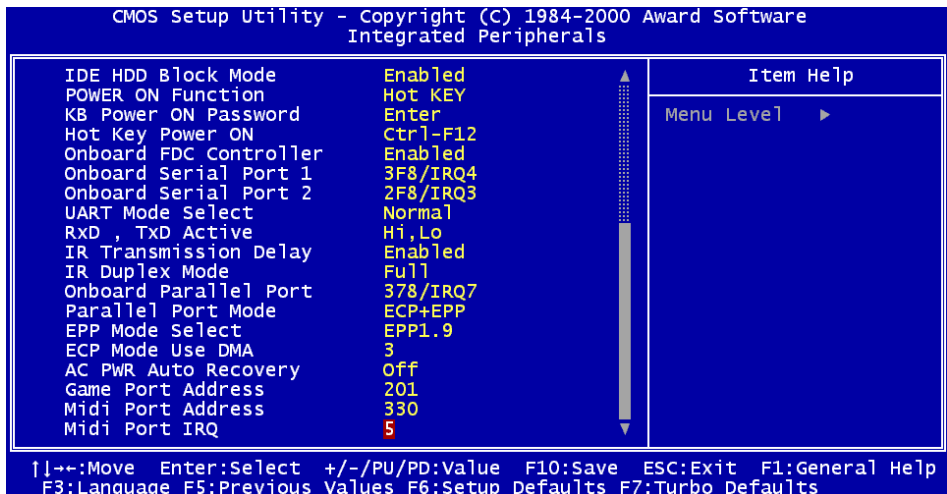 CMOS Setup Utility - Copyright (C) 1984-2000 Award Software
Integrated Peripherals
IDE HDD Block Mode Enabled
POWER ON Function Hot KEY
KB Power ON Password Enter
Hot Key Power ON Ctrl-F12
Onboard FDC Controller Enabled
Onboard Serial Port 1 3F8/IRQ4
Onboard Serial Port 2 2F8/IRQ3
UART Mode Select Normal
RxD , TxD Active Hi,Lo
IR Transmission Delay Enabled
IR Duplex Mode Full
Onboard Parallel Port 378/IRQ7
Parallel Port Mode ECP+EPP
EPP Mode Select EPP1.9
ECP Mode Use DMA 3
AC PWR Auto Recovery Off
Game Port Address 201
Midi Port Address 330
Midi Port IRQ 5
Item Help
Menu Level ▶
↑↓→←:Move Enter:Select +/-/PU/PD:Value F10:Save ESC:Exit F1:General Help
F3:Language F5:Previous Values F6:Setup Defaults F7:Turbo Defaults